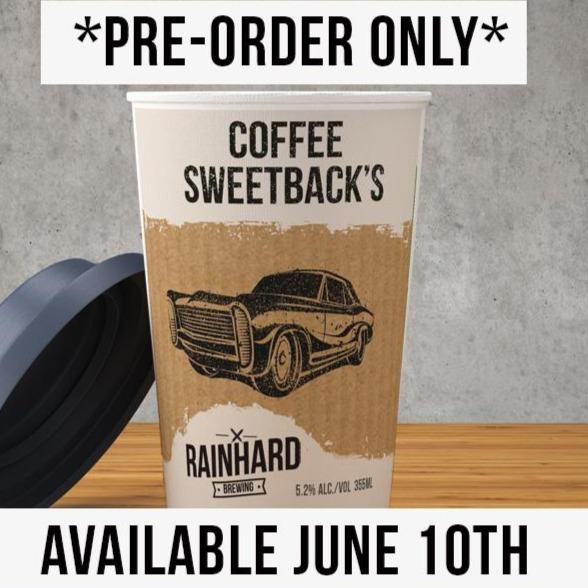 *PRE-ORDER ONLY*
COFFEE
SWEETBACK'S
RAINHARD
• BREWING •
5.2% ALC./VOL 355ML
AVAILABLE JUNE 10TH